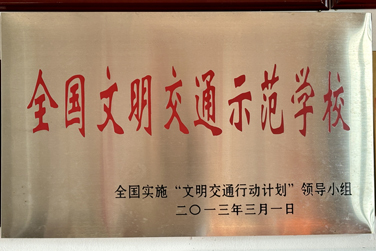 全国文明交通示范学校
全国实施“文明交通行动计划”领导小组
二〇一三年三月一日